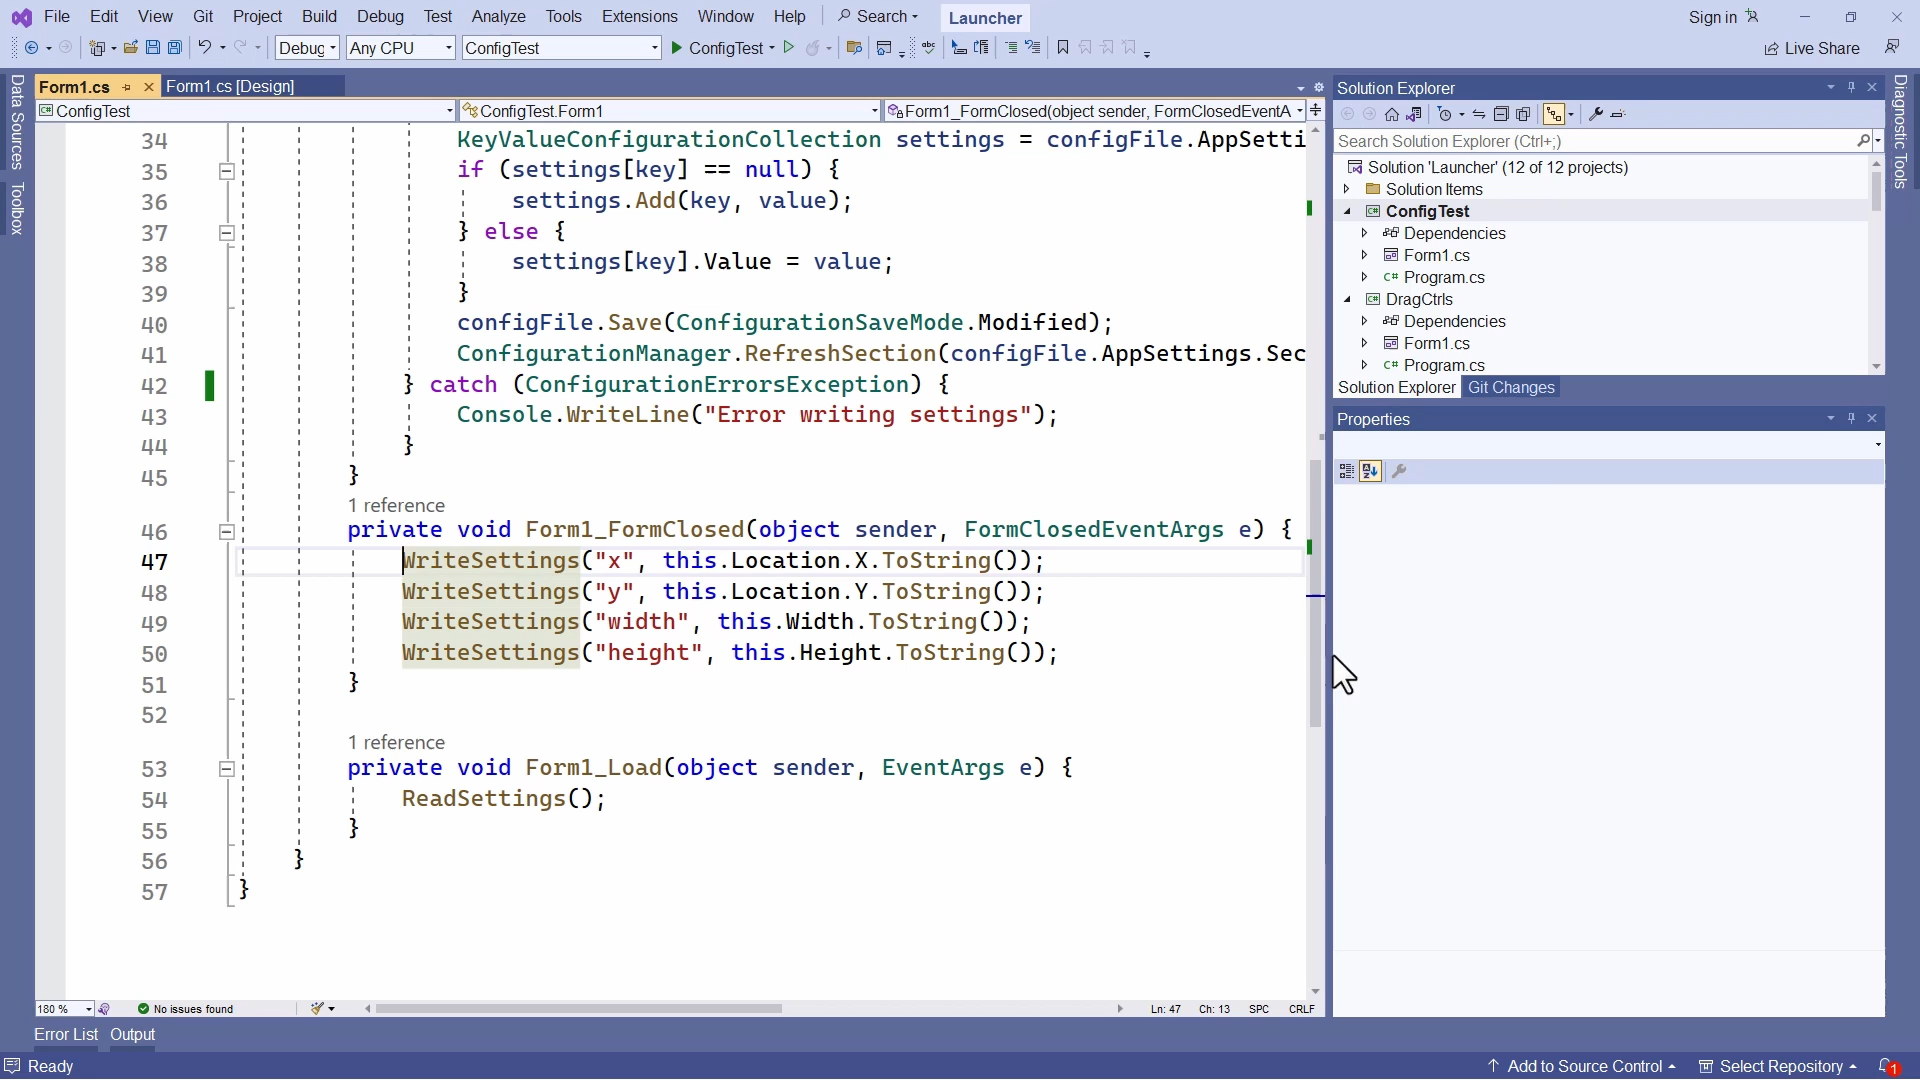 File Edit View Git Project Build Debug Test Analyze Tools Extensions Window Help Search Launcher Sign in
Debug Any CPU ConfigTest ConfigTest Live Share
Form1.cs Form1.cs [Design]
ConfigTest ConfigTest.Form1 Form1_FormClosed(object sender, FormClosedEventA
34 KeyValueConfigurationCollection settings = configFile.AppSetti
35 if (settings[key] == null) {
36 settings.Add(key, value);
37 } else {
38 settings[key].Value = value;
39 }
40 configFile.Save(ConfigurationSaveMode.Modified);
41 ConfigurationManager.RefreshSection(configFile.AppSettings.Sec
42 } catch (ConfigurationErrorsException) {
43 Console.WriteLine("Error writing settings");
44 }
45 }
1 reference
46 private void Form1_FormClosed(object sender, FormClosedEventArgs e) {
47 WriteSettings("x", this.Location.X.ToString());
48 WriteSettings("y", this.Location.Y.ToString());
49 WriteSettings("width", this.Width.ToString());
50 WriteSettings("height", this.Height.ToString());
51 }
52
1 reference
53 private void Form1_Load(object sender, EventArgs e) {
54 ReadSettings();
55 }
56 }
57 }
180 % No issues found Ln: 47 Ch: 13 SPC CRLF
Error List Output
Ready Add to Source Control Select Repository 1
Data Sources
Toolbox
Solution Explorer
Search Solution Explorer (Ctrl+;)
Solution 'Launcher' (12 of 12 projects)
Solution Items
C# ConfigTest
Dependencies
Form1.cs
C# Program.cs
C# DragCtrls
Dependencies
Form1.cs
C# Program.cs
Solution Explorer Git Changes
Properties
Diagnostic Tools